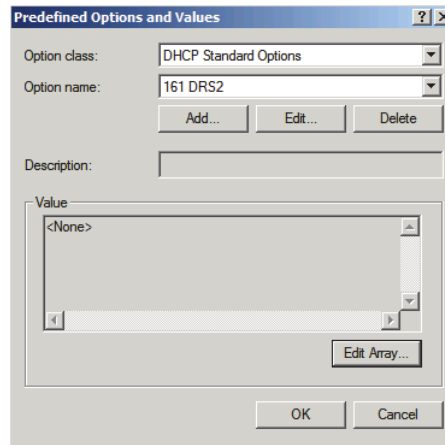 Predefined Options and Values
Option class: DHCP Standard Options
Option name: 161 DRS2
Add... Edit... Delete
Description:
Value
<None>
Edit Array...
OK Cancel